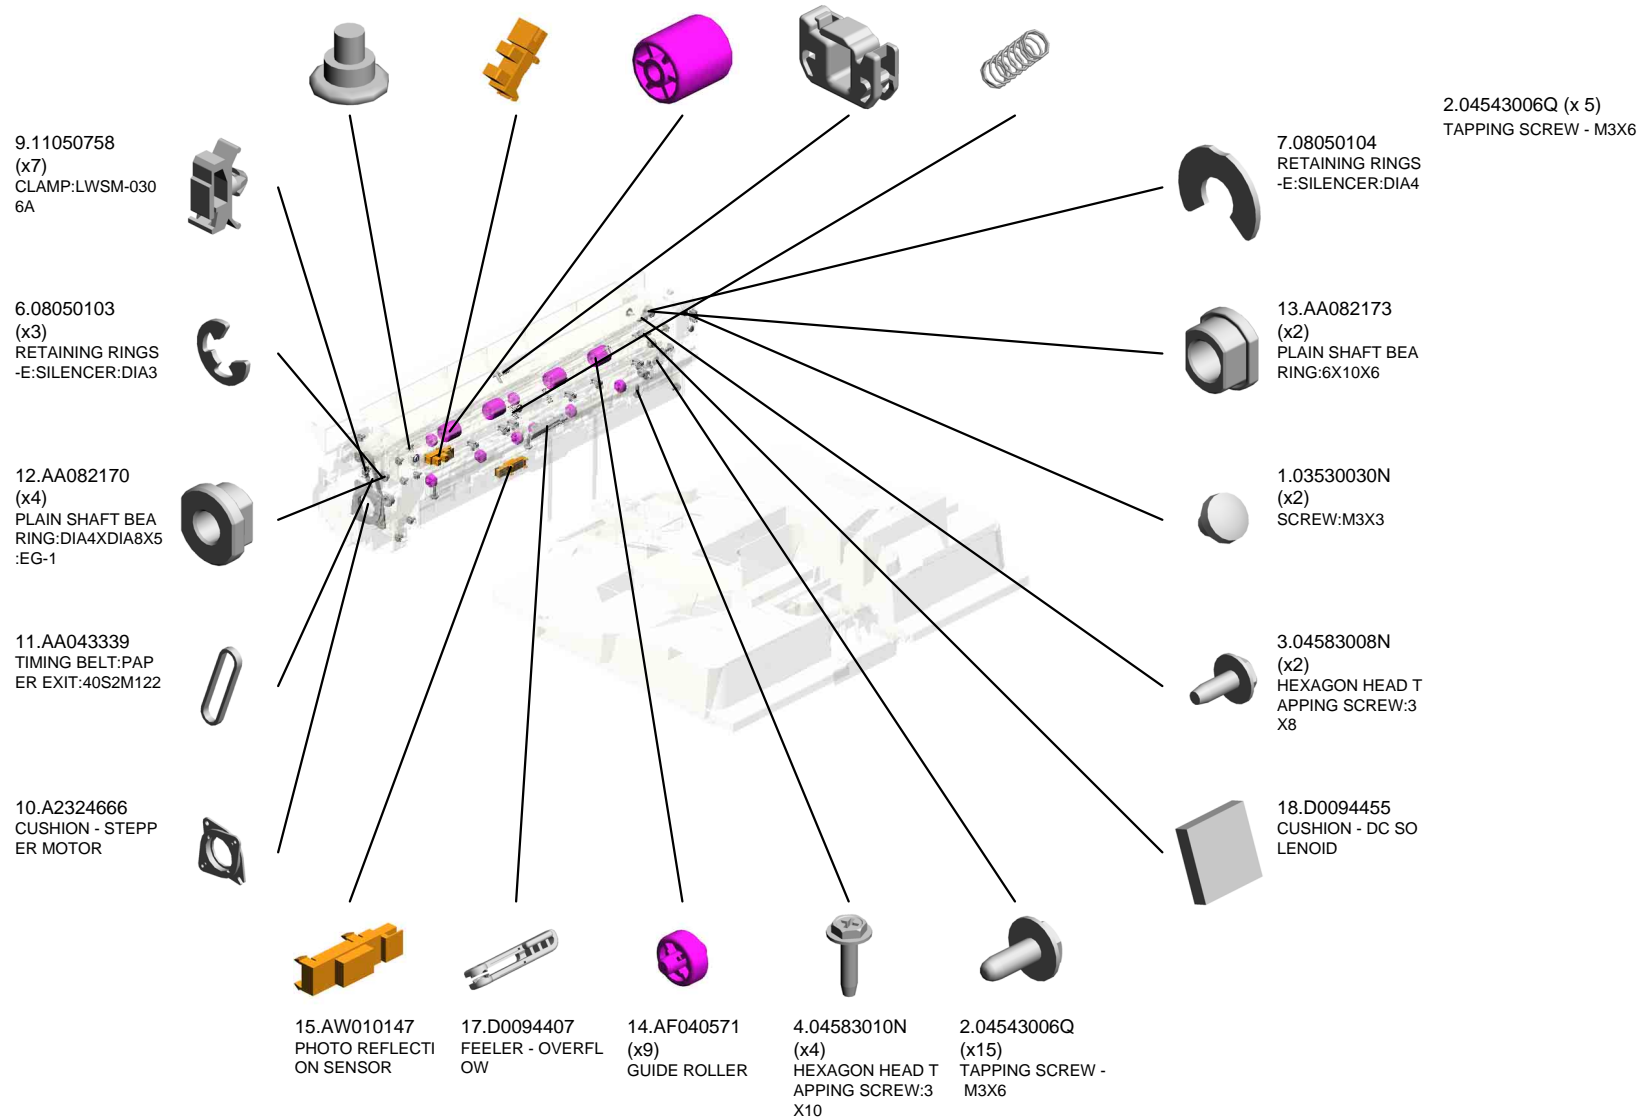 2.04543006Q (x 5)
TAPPING SCREW - M3X6
9.11050758
(x7)
CLAMP:LWSM-030
6A
7.08050104
RETAINING RINGS
-E:SILENCER:DIA4
6.08050103
(x3)
RETAINING RINGS
-E:SILENCER:DIA3
13.AA082173
(x2)
PLAIN SHAFT BEA
RING:6X10X6
12.AA082170
(x4)
PLAIN SHAFT BEA
RING:DIA4XDIA8X5
:EG-1
1.03530030N
(x2)
SCREW:M3X3
11.AA043339
TIMING BELT:PAP
ER EXIT:40S2M122
3.04583008N
(x2)
HEXAGON HEAD T
APPING SCREW:3
X8
10.A2324666
CUSHION - STEPP
ER MOTOR
18.D0094455
CUSHION - DC SO
LENOID
15.AW010147
PHOTO REFLECTI
ON SENSOR
17.D0094407
FEELER - OVERFL
OW
14.AF040571
(x9)
GUIDE ROLLER
4.04583010N
(x4)
HEXAGON HEAD T
APPING SCREW:3
X10
2.04543006Q
(x15)
TAPPING SCREW -
M3X6